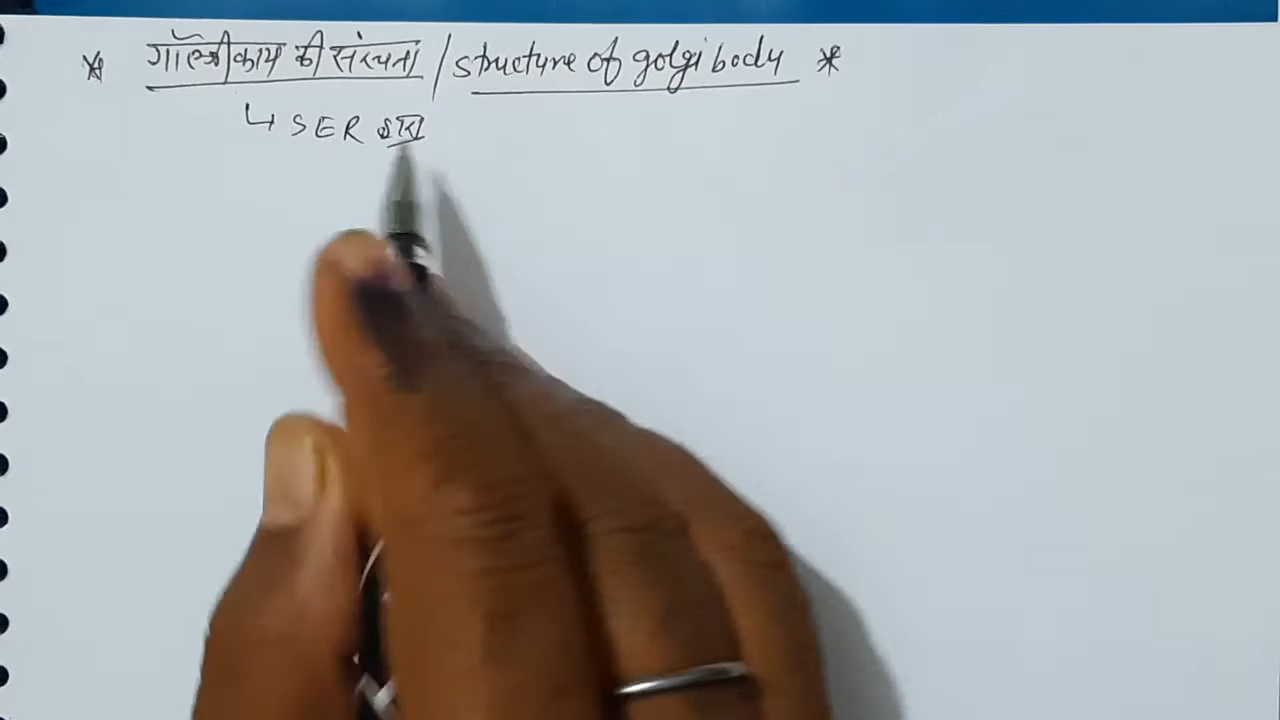 * गॉल्जीकाय की संरचना / structure of golgi body *
↳ SER द्वारा